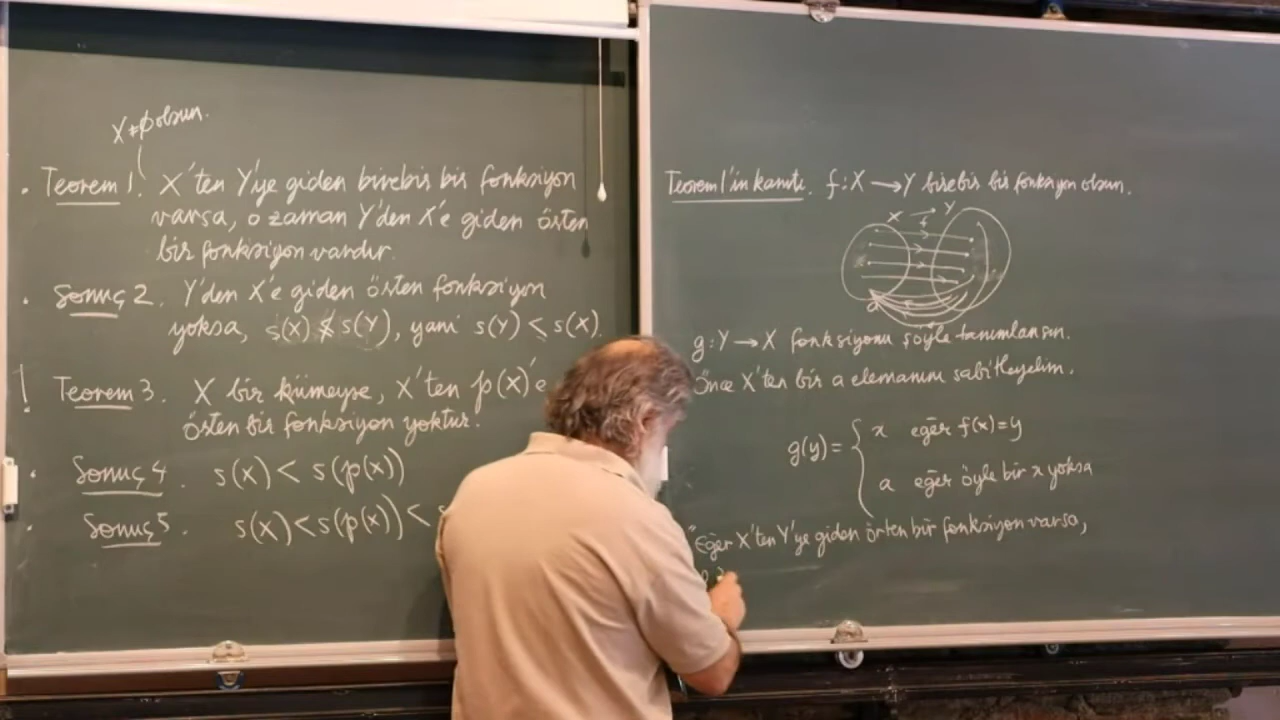 X≠∅ olsun.
. Teorem 1. X'ten Y'ye giden birebir bir fonksiyon
varsa, o zaman Y'den X'e giden örten
bir fonksiyon vardır.
. Sonuç 2. Y'den X'e giden örten fonksiyon
yoksa, s(X) ≰ s(Y), yani s(Y) < s(X).
! Teorem 3. X bir kümeyse, X'ten ρ(X)'e
örten bir fonksiyon yoktur.
. Sonuç 4. s(X) < s(ρ(X))
. Sonuç 5. s(X) < s(ρ(X)) <
Teorem 1'in kanıtı. f : X → Y birebir bir fonksiyon olsun.
X → Y
f
x
a
g : Y → X fonksiyonu şöyle tanımlansın.
Önce X'ten bir a elemanını sabitleyelim.
g(y) = { x eğer f(x) = y
a eğer öyle bir x yoksa
"Eğer X'ten Y'ye giden örten bir fonksiyon varsa,